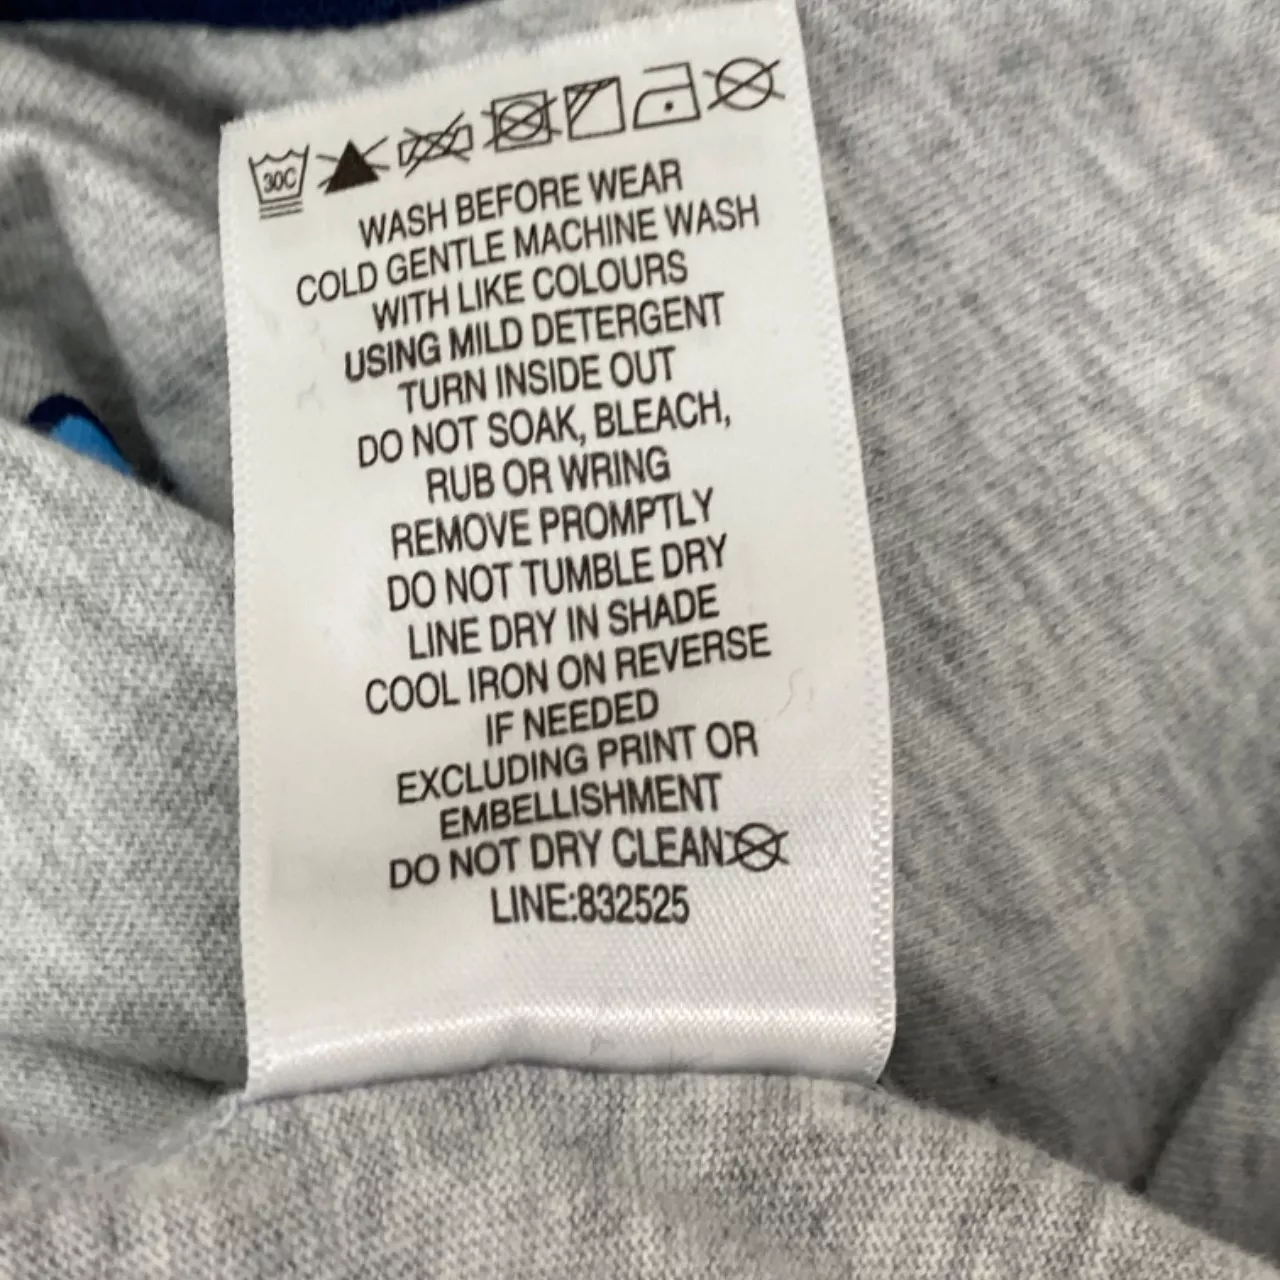 30C
WASH BEFORE WEAR
COLD GENTLE MACHINE WASH
WITH LIKE COLOURS
USING MILD DETERGENT
TURN INSIDE OUT
DO NOT SOAK, BLEACH,
RUB OR WRING
REMOVE PROMPTLY
DO NOT TUMBLE DRY
LINE DRY IN SHADE
COOL IRON ON REVERSE
IF NEEDED
EXCLUDING PRINT OR
EMBELLISHMENT
DO NOT DRY CLEAN
LINE:832525